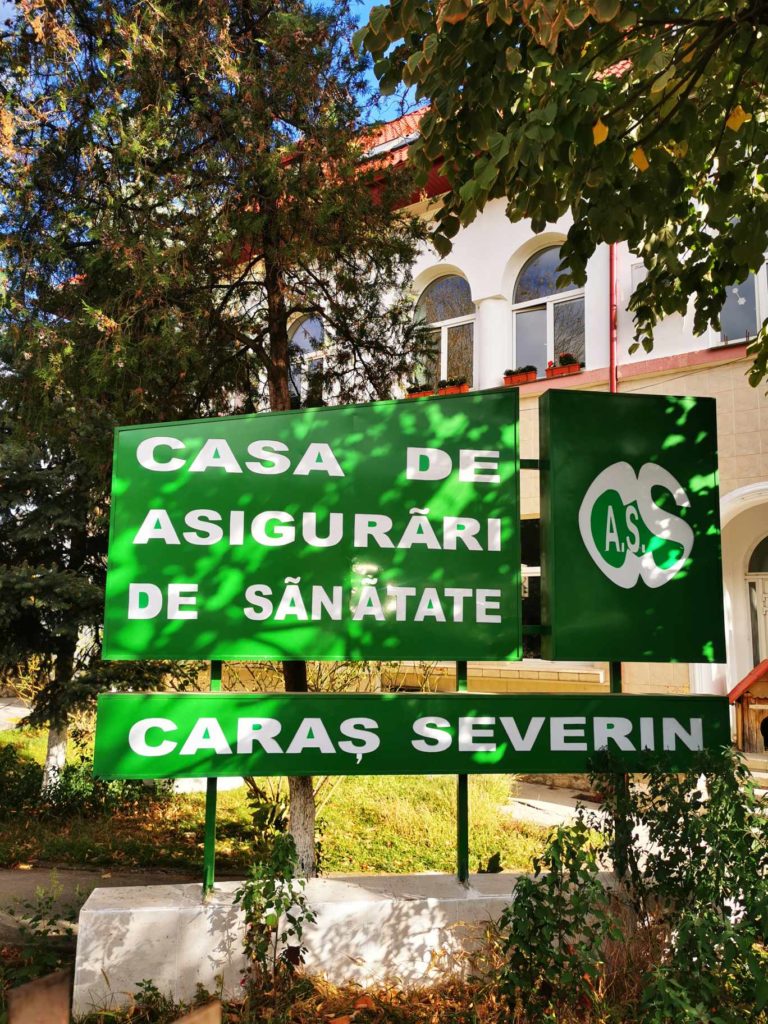 CASA DE
ASIGURÃRI
DE SÃNÃTATE
C A.S. S
CARAȘ SEVERIN